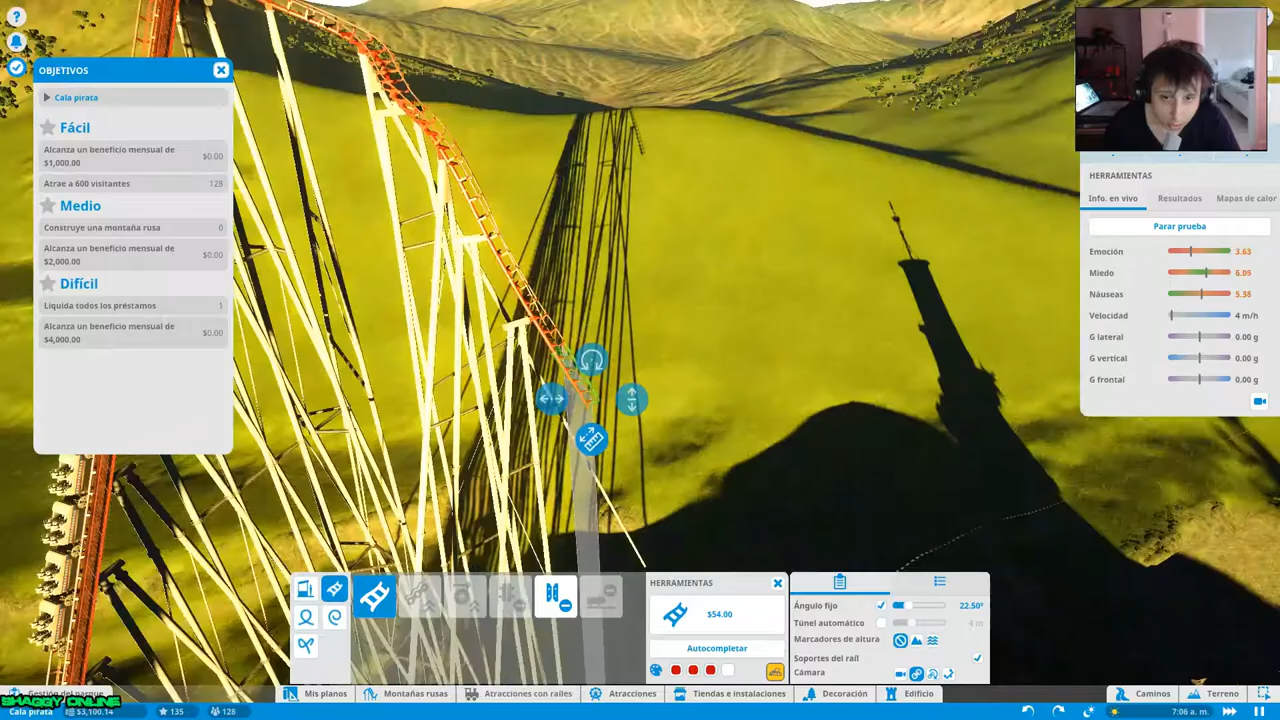 OBJETIVOS
Cala pirata
Fácil
Alcanza un beneficio mensual de $1,000.00 $0.00
Atrae a 600 visitantes 128
Medio
Construye una montaña rusa 0
Alcanza un beneficio mensual de $2,000.00 $0.00
Difícil
Liquida todos los préstamos 1
Alcanza un beneficio mensual de $4,000.00 $0.00
HERRAMIENTAS
Info. en vivo Resultados Mapas de calor
Parar prueba
Emoción 3.63
Miedo 6.09
Náuseas 5.38
Velocidad 4 m/h
G lateral 0.00 g
G vertical 0.00 g
G frontal 0.00 g
HERRAMIENTAS
$54.00
Autocompletar
Ángulo fijo 22.50°
Túnel automático 4 m
Marcadores de altura
Soportes del raíl
Cámara
Gestión del parque Mis planos Montañas rusas Atracciones con raíles Atracciones Tiendas e instalaciones Decoración Edificio Caminos Terreno
SHAGGY ONLINE
Cala pirata $3,100.14 135 128 7:06 a. m.